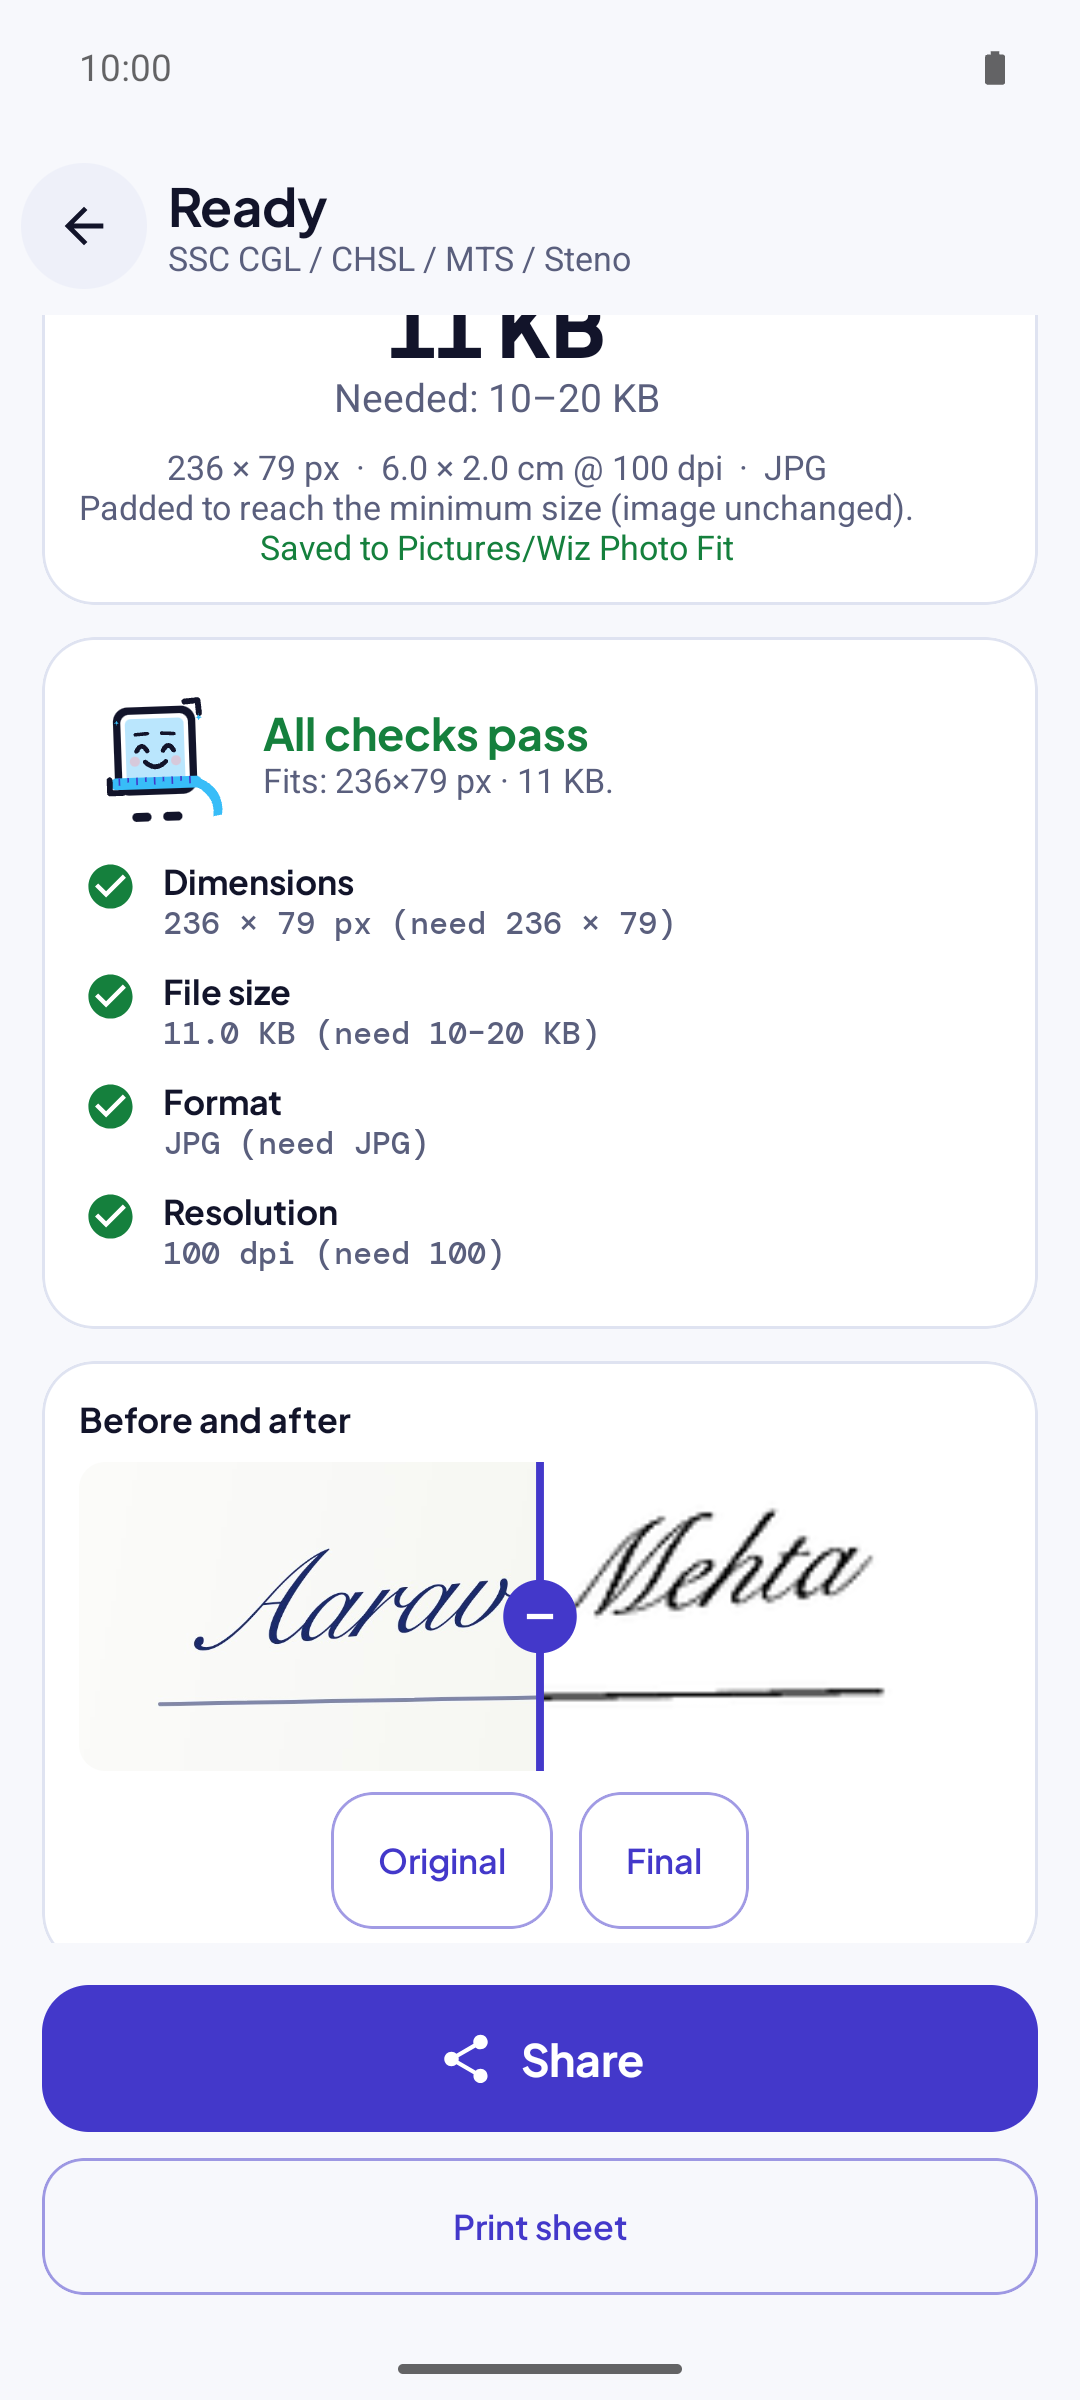 10:00
Ready
SSC CGL / CHSL / MTS / Steno
11 KB
Needed: 10–20 KB
236 × 79 px · 6.0 × 2.0 cm @ 100 dpi · JPG
Padded to reach the minimum size (image unchanged).
Saved to Pictures/Wiz Photo Fit
All checks pass
Fits: 236×79 px · 11 KB.
Dimensions
236 × 79 px (need 236 × 79)
File size
11.0 KB (need 10–20 KB)
Format
JPG (need JPG)
Resolution
100 dpi (need 100)
Before and after
Aarav Mehta
Original Final
Share
Print sheet